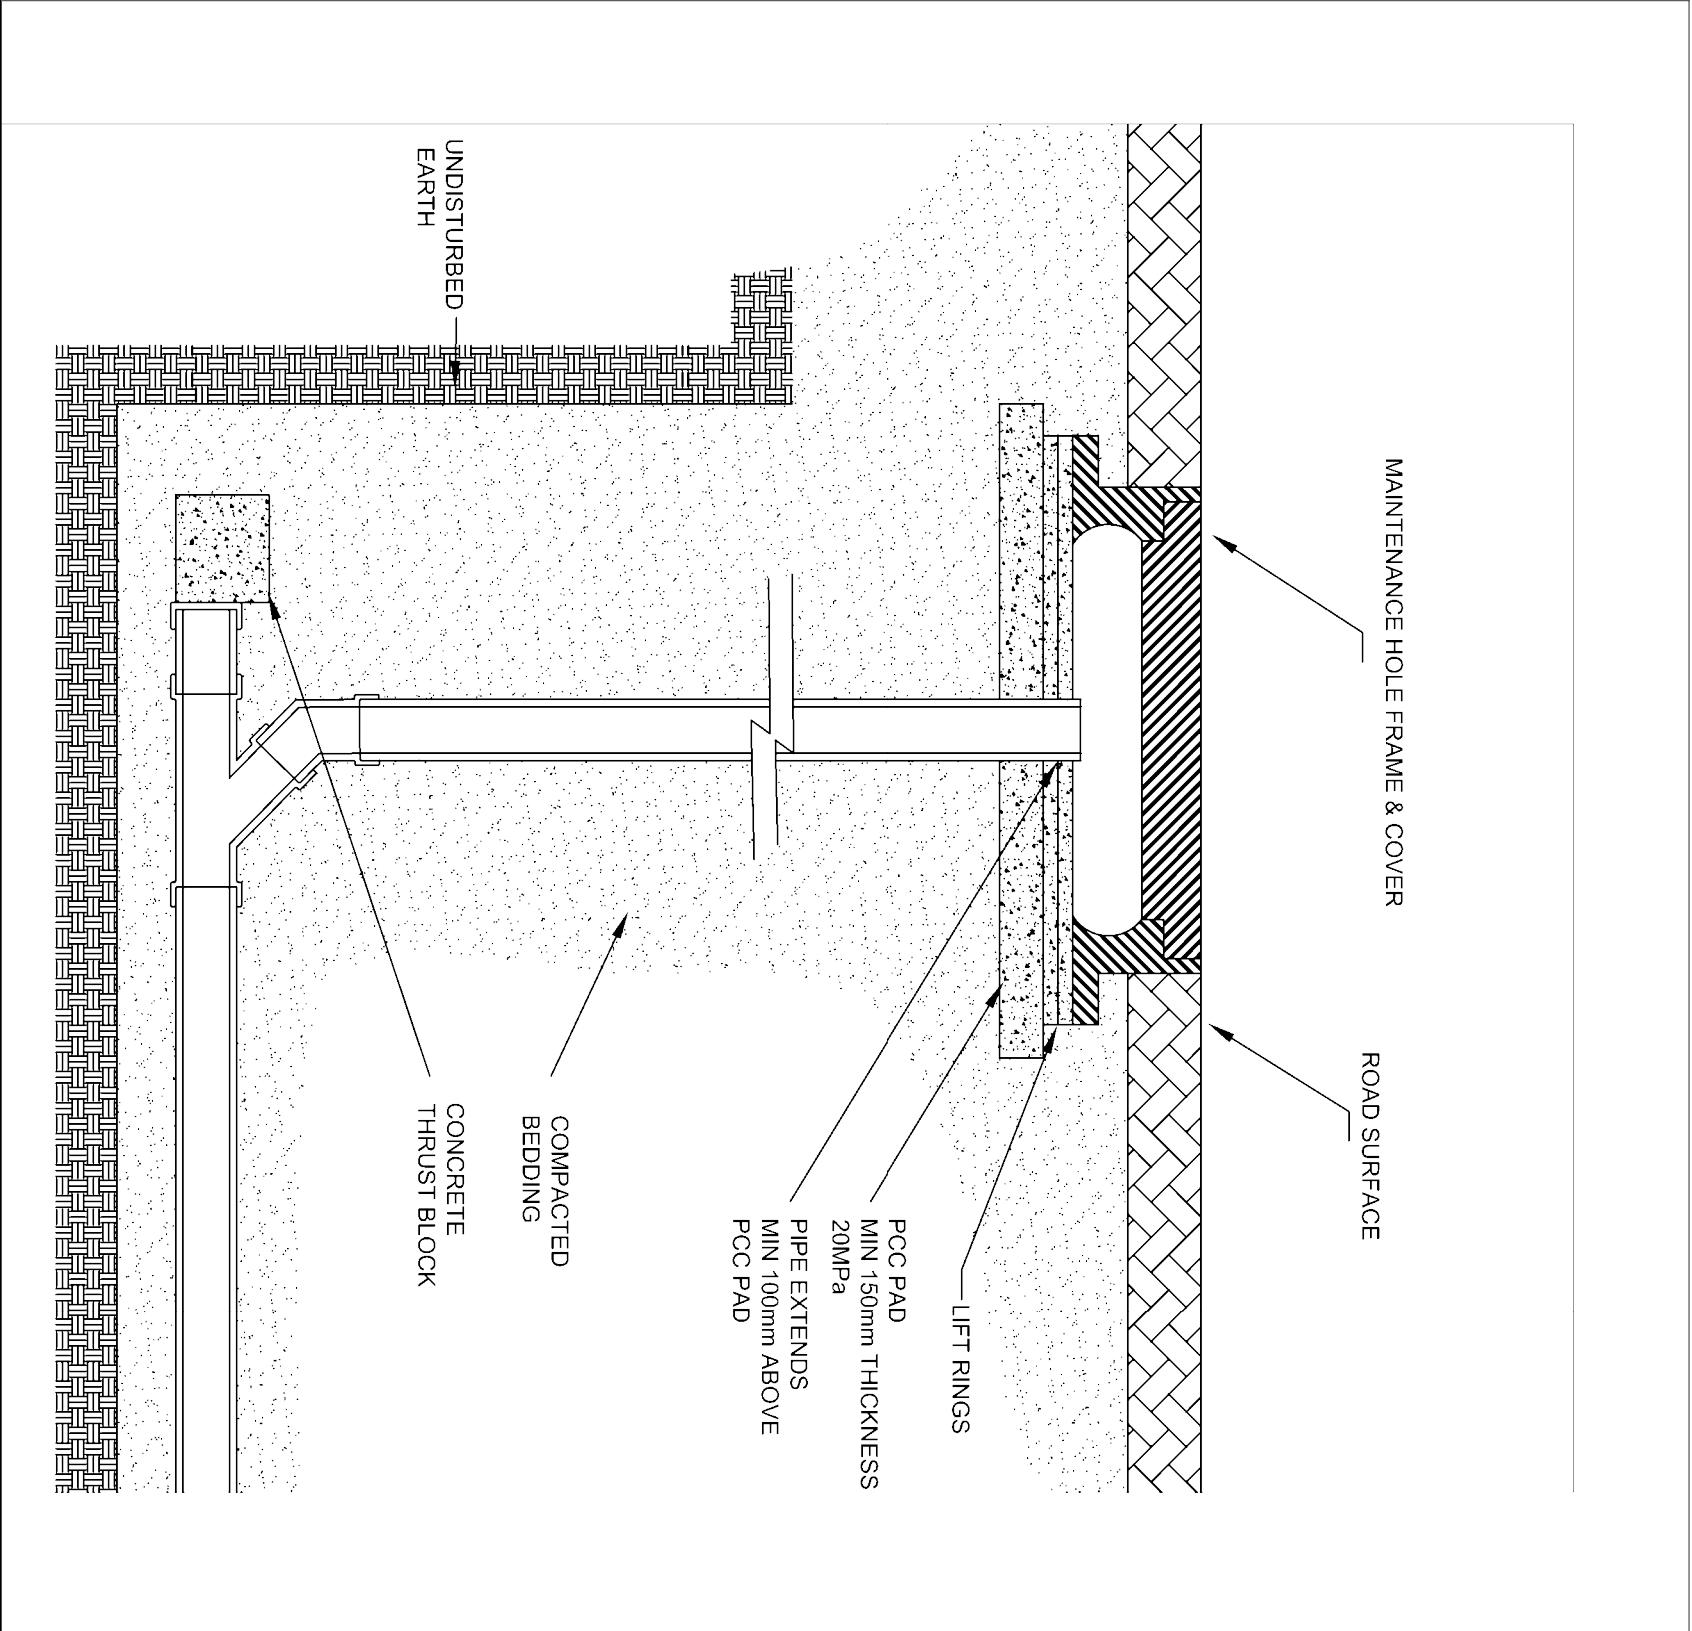 MAINTENANCE HOLE FRAME & COVER
ROAD SURFACE
LIFT RINGS
PCC PAD
MIN 150mm THICKNESS
20MPa
PIPE EXTENDS
MIN 100mm ABOVE
PCC PAD
COMPACTED
BEDDING
UNDISTURBED
EARTH
CONCRETE
THRUST BLOCK